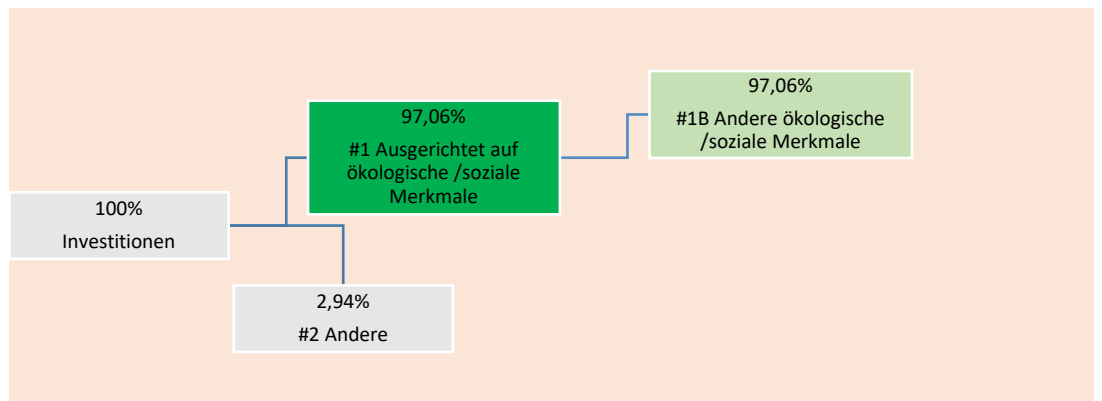 100%
Investitionen
97,06%
#1 Ausgerichtet auf
ökologische /soziale
Merkmale
97,06%
#1B Andere ökologische
/soziale Merkmale
2,94%
#2 Andere